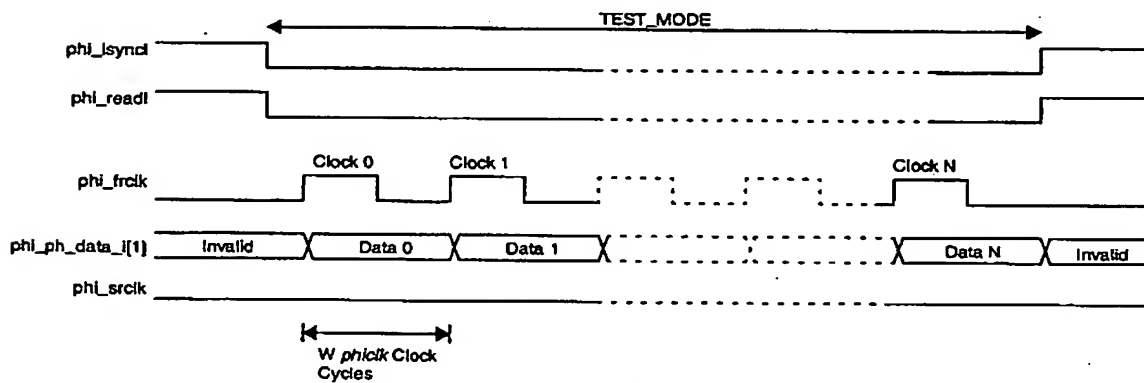 TEST_MODE
phi_lsyncl
phi_readl
Clock 0 Clock 1 Clock N
phi_frclk
phi_ph_data_i[1] Invalid Data 0 Data 1 Data N Invalid
phi_srclk
W phiclk Clock
Cycles